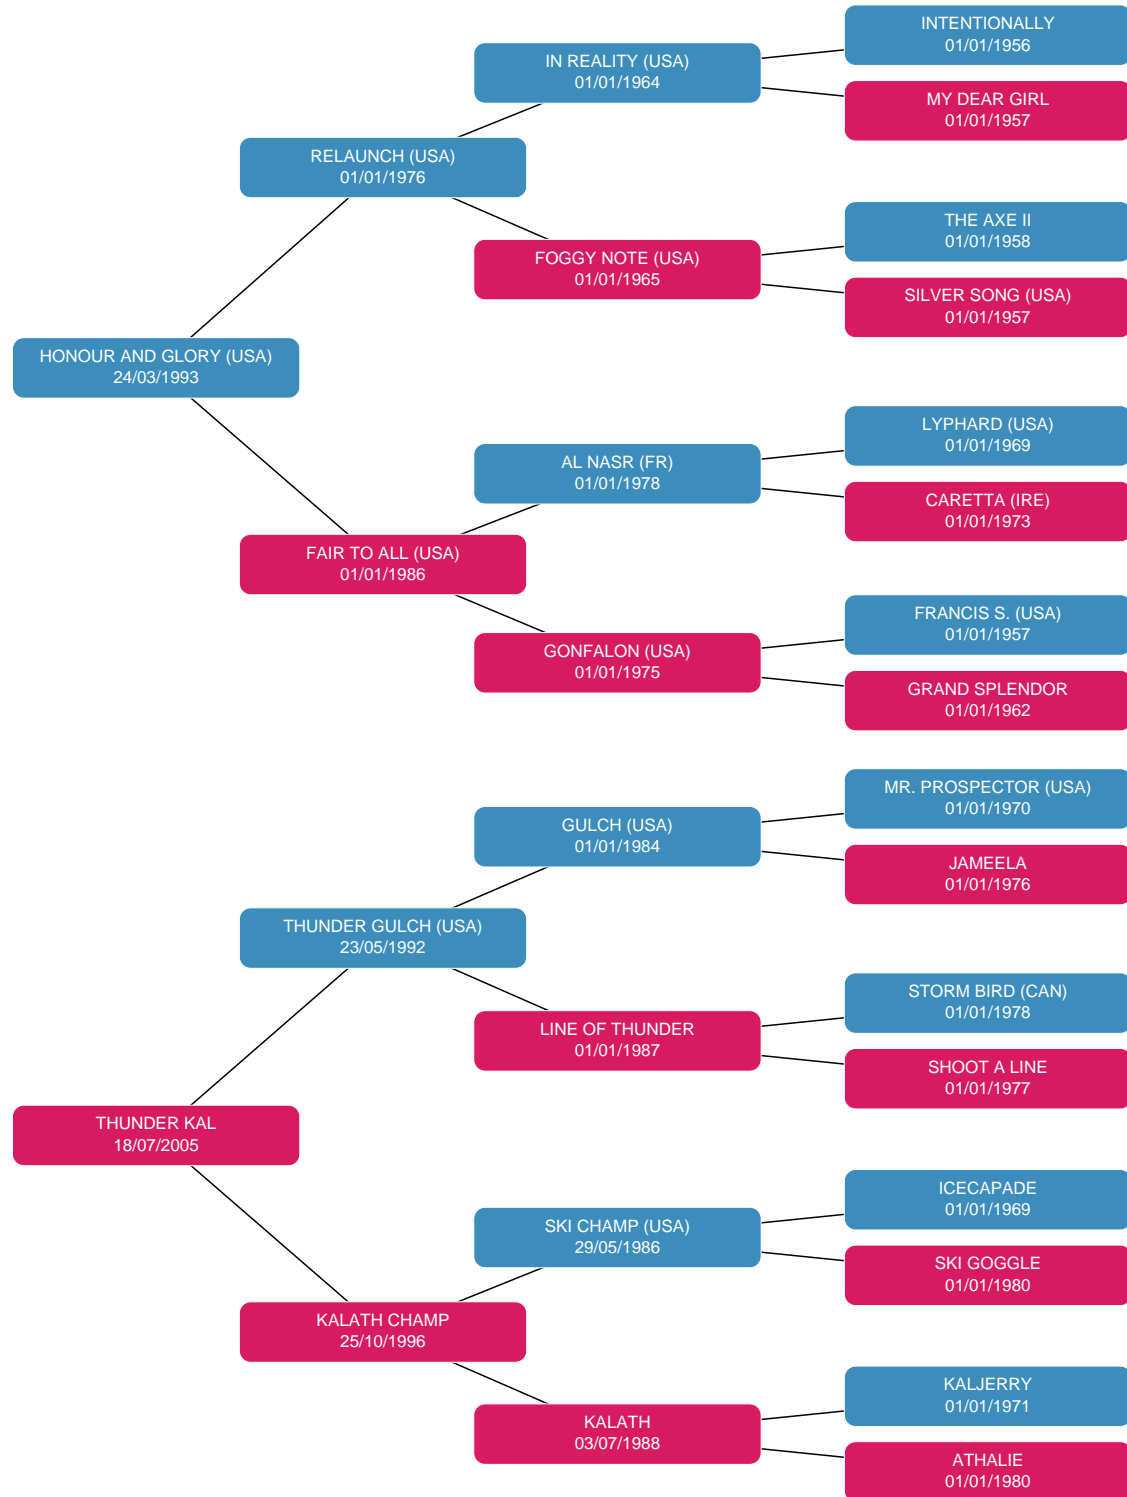 INTENTIONALLY
01/01/1956
IN REALITY (USA)
01/01/1964
MY DEAR GIRL
01/01/1957
RELAUNCH (USA)
01/01/1976
THE AXE II
01/01/1958
FOGGY NOTE (USA)
01/01/1965
SILVER SONG (USA)
01/01/1957
HONOUR AND GLORY (USA)
24/03/1993
LYPHARD (USA)
01/01/1969
AL NASR (FR)
01/01/1978
CARETTA (IRE)
01/01/1973
FAIR TO ALL (USA)
01/01/1986
FRANCIS S. (USA)
01/01/1957
GONFALON (USA)
01/01/1975
GRAND SPLENDOR
01/01/1962
MR. PROSPECTOR (USA)
01/01/1970
GULCH (USA)
01/01/1984
JAMEELA
01/01/1976
THUNDER GULCH (USA)
23/05/1992
STORM BIRD (CAN)
01/01/1978
LINE OF THUNDER
01/01/1987
SHOOT A LINE
01/01/1977
THUNDER KAL
18/07/2005
ICECAPADE
01/01/1969
SKI CHAMP (USA)
29/05/1986
SKI GOGGLE
01/01/1980
KALATH CHAMP
25/10/1996
KALJERRY
01/01/1971
KALATH
03/07/1988
ATHALIE
01/01/1980